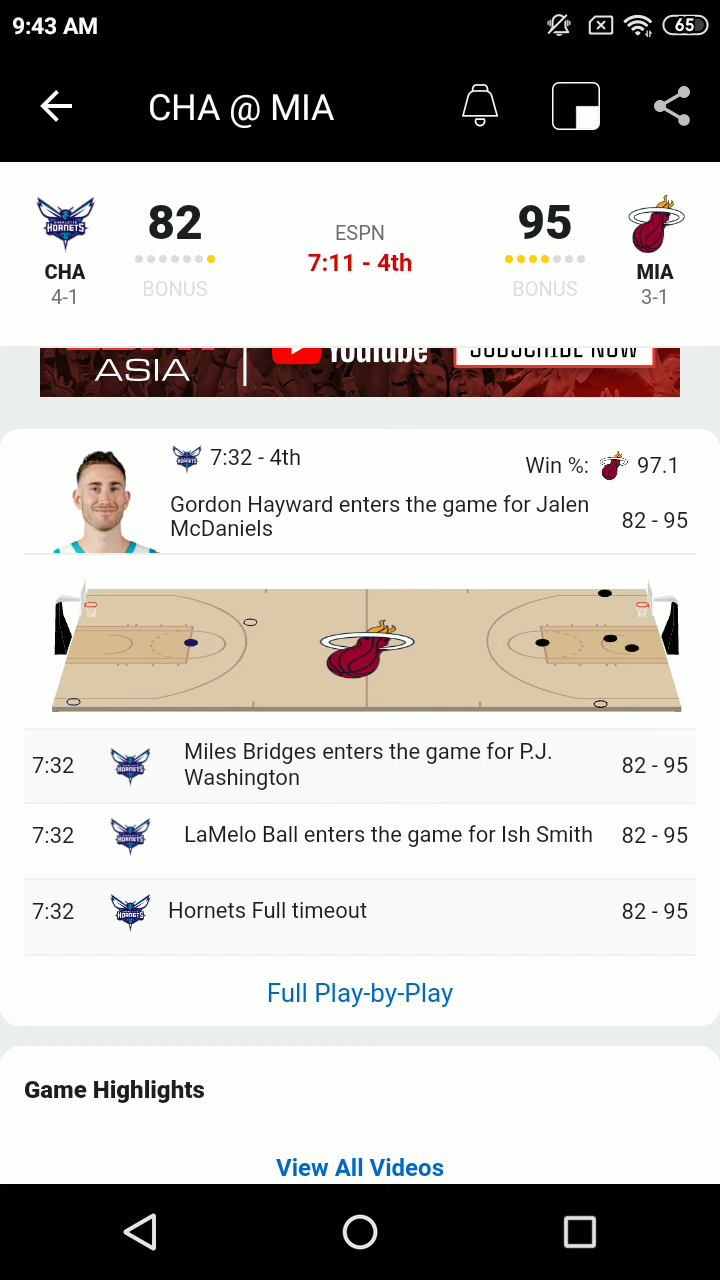 9:43 AM
65
CHA @ MIA
82
95
ESPN
7:11 - 4th
CHA
4-1
BONUS
BONUS
MIA
3-1
ASIA
YouTube
SUBSCRIBE NOW
7:32 - 4th
Win %:
97.1
Gordon Hayward enters the game for Jalen
McDaniels
82 - 95
7:32
Miles Bridges enters the game for P.J.
Washington
82 - 95
7:32
LaMelo Ball enters the game for Ish Smith
82 - 95
7:32
Hornets Full timeout
82 - 95
Full Play-by-Play
Game Highlights
View All Videos